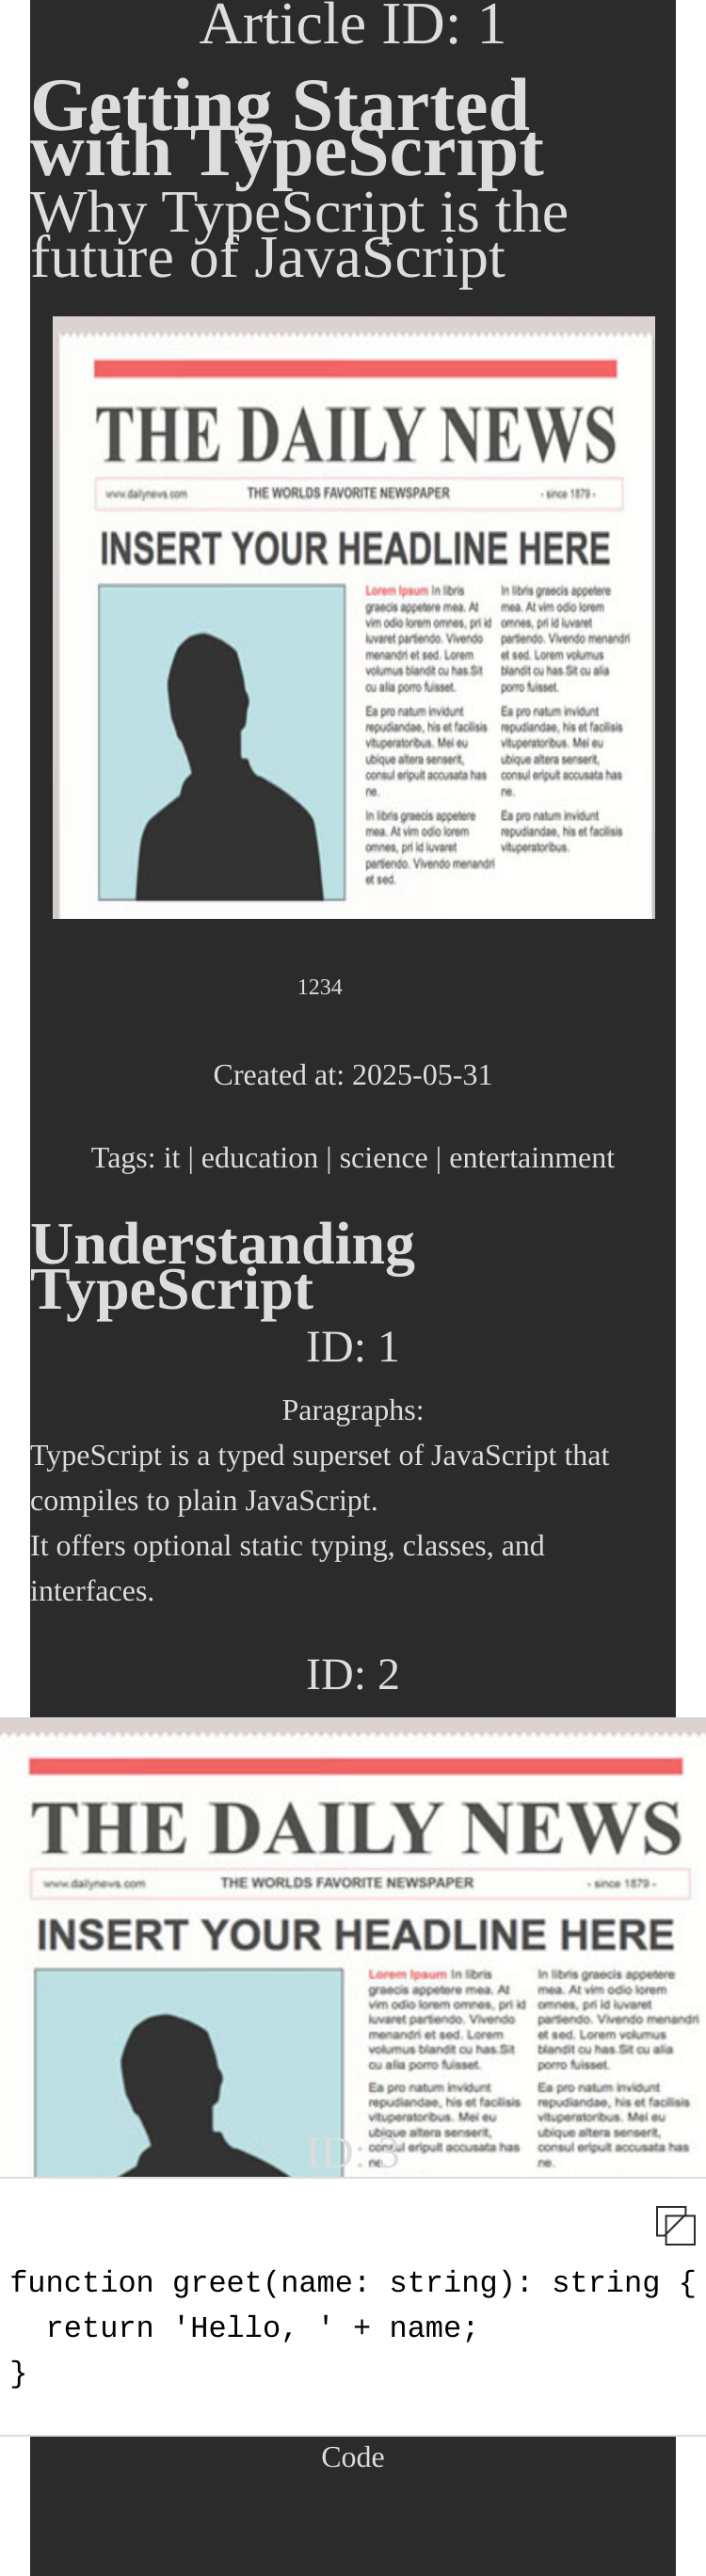 Article ID: 1
Getting Started
with TypeScript
Why TypeScript is the
future of JavaScript
THE DAILY NEWS
www.dailynews.com THE WORLDS FAVORITE NEWSPAPER - since 1879 -
INSERT YOUR HEADLINE HERE
Lorem Ipsum In libris
graecis appetere mea. At
vim odio lorem omnes, pri id
iuvaret partiendo. Vivendo
menandri et sed. Lorem
volumus blandit cu has.Sit
cu alia porro fuisset.
Ea pro natum invidunt
repudiandae, his et facilisis
vituperatoribus. Mei eu
ubique altera senserit,
consul eripuit accusata has
ne.
In libris graecis appetere
mea. At vim odio lorem
omnes, pri id iuvaret
partiendo. Vivendo menandri
et sed.
In libris graecis appetere
mea. At vim odio lorem
omnes, pri id iuvaret
partiendo. Vivendo menandri
et sed. Lorem volumus
blandit cu has.Sit cu alia
porro fuisset.
Ea pro natum invidunt
repudiandae, his et facilisis
vituperatoribus. Mei eu
ubique altera senserit,
consul eripuit accusata has
ne.
Ea pro natum invidunt
repudiandae, his et facilisis
vituperatoribus.
1234
Created at: 2025-05-31
Tags: it | education | science | entertainment
Understanding
TypeScript
ID: 1
Paragraphs:
TypeScript is a typed superset of JavaScript that
compiles to plain JavaScript.
It offers optional static typing, classes, and
interfaces.
ID: 2
THE DAILY NEWS
www.dailynews.com THE WORLDS FAVORITE NEWSPAPER - since 1879 -
INSERT YOUR HEADLINE HERE
Lorem Ipsum In libris
graecis appetere mea. At
vim odio lorem omnes, pri id
iuvaret partiendo. Vivendo
menandri et sed. Lorem
volumus blandit cu has.Sit
cu alia porro fuisset.
Ea pro natum invidunt
repudiandae, his et facilisis
vituperatoribus. Mei eu
ubique altera senserit,
consul eripuit accusata has
ne.
In libris graecis appetere
mea. At vim odio lorem
omnes, pri id iuvaret
partiendo. Vivendo menandri
et sed. Lorem volumus
blandit cu has.Sit cu alia
porro fuisset.
Ea pro natum invidunt
repudiandae, his et facilisis
vituperatoribus. Mei eu
ubique altera senserit,
consul eripuit accusata has
ne.
ID: 3
function greet(name: string): string {
  return 'Hello, ' + name;
}
Code